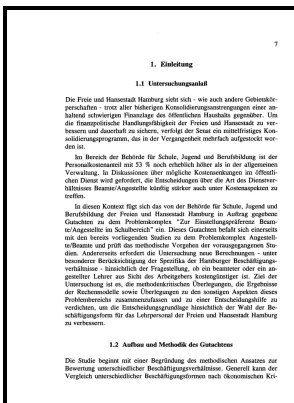 7
1. Einleitung
1.1 Untersuchungsanlaß
Die Freie und Hansestadt Hamburg sieht sich - wie auch andere Gebietskör-
perschaften - trotz aller bisherigen Konsolidierungsanstrengungen einer an-
haltend schwierigen Finanzlage des öffentlichen Haushalts gegenüber. Um
die finanzpolitische Handlungsfähigkeit der Freien und Hansestadt zu ver-
bessern und dauerhaft zu sichern, verfolgt der Senat ein mittelfristiges Kon-
solidierungsprogramm, das in der Vergangenheit mehrfach aufgestockt wor-
den ist.
Im Bereich der Behörde für Schule, Jugend und Berufsbildung ist der
Personalkostenanteil mit 53 % noch erheblich höher als in der allgemeinen
Verwaltung. In Diskussionen über mögliche Kostensenkungen im öffentli-
chen Dienst wird gefordert, die Entscheidungen über die Art des Dienstver-
hältnisses Beamte/Angestellte künftig stärker auch unter Kostenaspekten zu
treffen.
In diesen Kontext fügt sich das von der Behörde für Schule, Jugend und
Berufsbildung der Freien und Hansestadt Hamburg in Auftrag gegebene
Gutachten zu dem Problemkomplex "Zur Einstellungspräferenz Beam-
te/Angestellte im Schulbereich" ein. Dieses Gutachten befaßt sich einerseits
mit den bereits vorliegenden Studien zu dem Problemkomplex Angestell-
te/Beamte und prüft das methodische Vorgehen der vorausgegangenen Stu-
dien. Andererseits erfordert die Untersuchung neue Berechnungen - unter
besonderer Berücksichtigung der Spezifika der Hamburger Beschäftigungs-
verhältnisse - hinsichtlich der Fragestellung, ob ein beamteter oder ein an-
gestellter Lehrer aus Sicht des Arbeitgebers kostengünstiger ist. Ziel der
Untersuchung ist es, die methodenkritischen Überlegungen, die Ergebnisse
der Rechenmodelle sowie Überlegungen zu den sonstigen Aspekten dieses
Problembereichs zusammenzufassen und zu einer Entscheidungshilfe zu
verdichten, um die Entscheidungsgrundlage hinsichtlich der Wahl der Be-
schäftigungsform für das Lehrpersonal der Freien und Hansestadt Hamburg
zu verbessern.
1.2 Aufbau und Methodik des Gutachtens
Die Studie beginnt mit einer Begründung des methodischen Ansatzes zur
Bewertung unterschiedlicher Beschäftigungsverhältnisse. Generell kann der
Vergleich unterschiedlicher Beschäftigungsformen nach ökonomischen Kri-